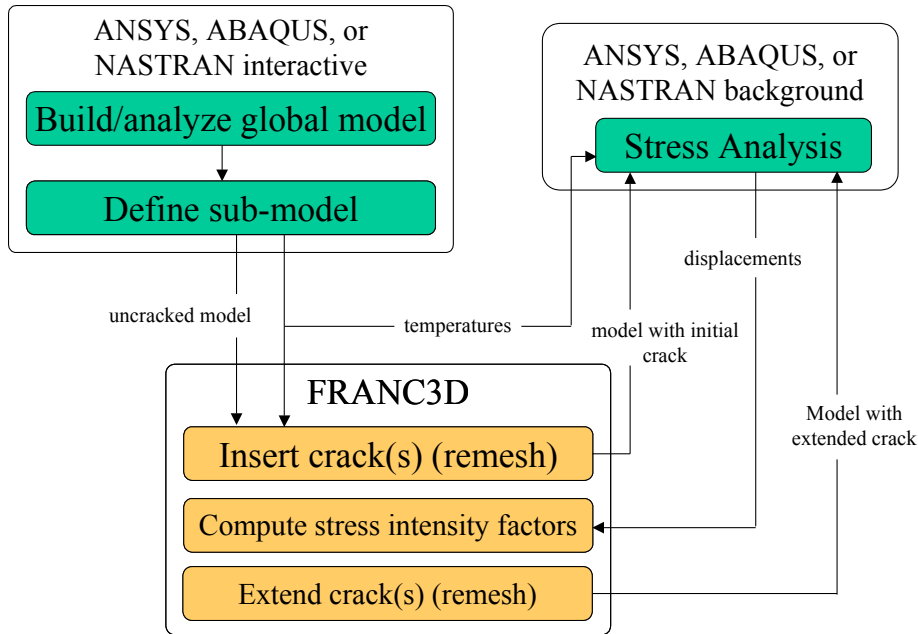 ANSYS, ABAQUS, or
NASTRAN interactive
Build/analyze global model
Define sub-model
ANSYS, ABAQUS, or
NASTRAN background
Stress Analysis
uncracked model
temperatures
displacements
model with initial
crack
Model with
extended crack
FRANC3D
Insert crack(s) (remesh)
Compute stress intensity factors
Extend crack(s) (remesh)